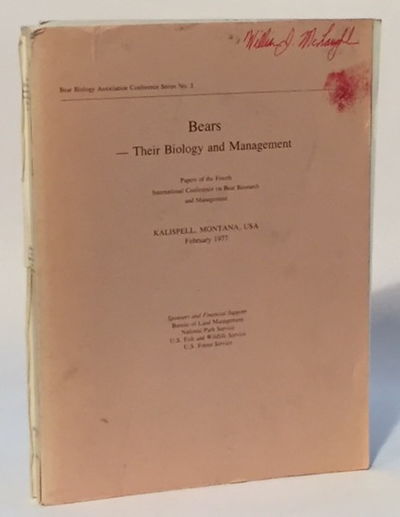 William J. McLaughl
Bear Biology Association Conference Series No. 3
Bears
— Their Biology and Management
Papers of the Fourth
International Conference on Bear Research
and Management
KALISPELL, MONTANA, USA
February 1977
Sponsors and Financial Support
Bureau of Land Management
National Park Service
U.S. Fish and Wildlife Service
U.S. Forest Service